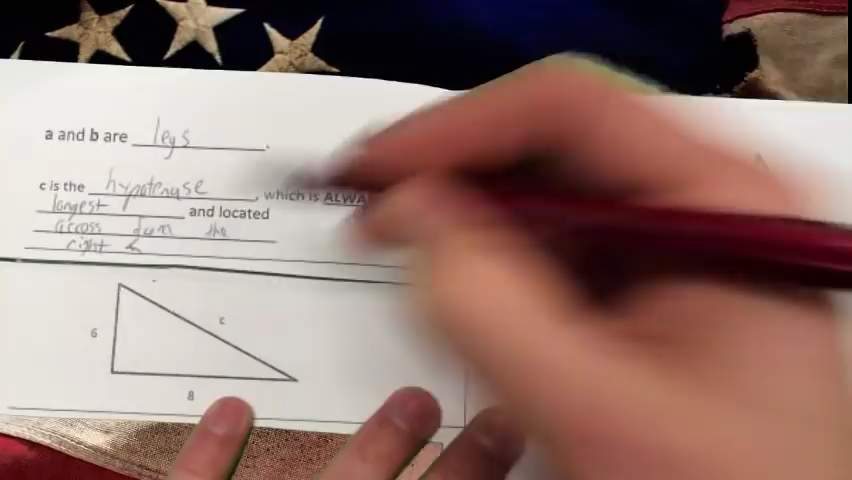 a and b are legs.
c is the hypotenuse, which is ALWA
longest and located
across from the
right <
6
c
8